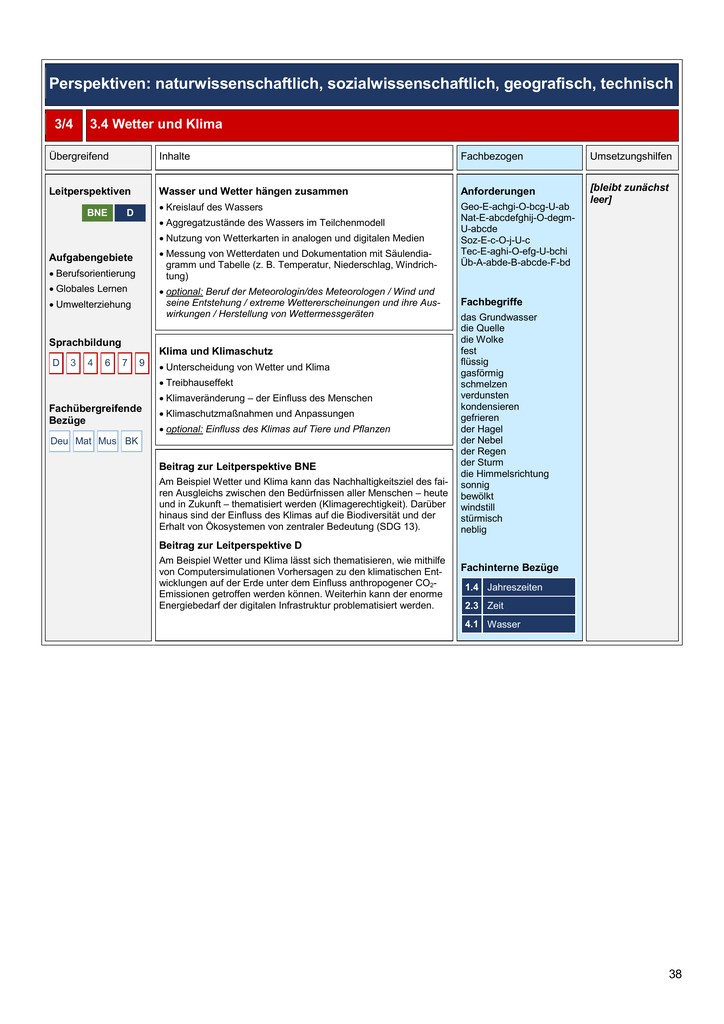 Perspektiven: naturwissenschaftlich, sozialwissenschaftlich, geografisch, technisch
3/4 3.4 Wetter und Klima
Übergreifend Inhalte Fachbezogen Umsetzungshilfen
Leitperspektiven
BNE D
Aufgabengebiete
• Berufsorientierung
• Globales Lernen
• Umwelterziehung
Sprachbildung
D 3 4 6 7 9
Fachübergreifende
Bezüge
Deu Mat Mus BK
Wasser und Wetter hängen zusammen
• Kreislauf des Wassers
• Aggregatzustände des Wassers im Teilchenmodell
• Nutzung von Wetterkarten in analogen und digitalen Medien
• Messung von Wetterdaten und Dokumentation mit Säulendia-
gramm und Tabelle (z. B. Temperatur, Niederschlag, Windrich-
tung)
• optional: Beruf der Meteorologin/des Meteorologen / Wind und
seine Entstehung / extreme Wettererscheinungen und ihre Aus-
wirkungen / Herstellung von Wettermessgeräten
Klima und Klimaschutz
• Unterscheidung von Wetter und Klima
• Treibhauseffekt
• Klimaveränderung – der Einfluss des Menschen
• Klimaschutzmaßnahmen und Anpassungen
• optional: Einfluss des Klimas auf Tiere und Pflanzen
Beitrag zur Leitperspektive BNE
Am Beispiel Wetter und Klima kann das Nachhaltigkeitsziel des fai-
ren Ausgleichs zwischen den Bedürfnissen aller Menschen – heute
und in Zukunft – thematisiert werden (Klimagerechtigkeit). Darüber
hinaus sind der Einfluss des Klimas auf die Biodiversität und der
Erhalt von Ökosystemen von zentraler Bedeutung (SDG 13).
Beitrag zur Leitperspektive D
Am Beispiel Wetter und Klima lässt sich thematisieren, wie mithilfe
von Computersimulationen Vorhersagen zu den klimatischen Ent-
wicklungen auf der Erde unter dem Einfluss anthropogener CO₂-
Emissionen getroffen werden können. Weiterhin kann der enorme
Energiebedarf der digitalen Infrastruktur problematisiert werden.
Anforderungen
Geo-E-achgi-O-bcg-U-ab
Nat-E-abcdefghij-O-degm-
U-abcde
Soz-E-c-O-j-U-c
Tec-E-aghi-O-efg-U-bchi
Üb-A-abde-B-abcde-F-bd
Fachbegriffe
das Grundwasser
die Quelle
die Wolke
fest
flüssig
gasförmig
schmelzen
verdunsten
kondensieren
gefrieren
der Hagel
der Nebel
der Regen
der Sturm
die Himmelsrichtung
sonnig
bewölkt
windstill
stürmisch
neblig
Fachinterne Bezüge
1.4 Jahreszeiten
2.3 Zeit
4.1 Wasser
[bleibt zunächst
leer]
38